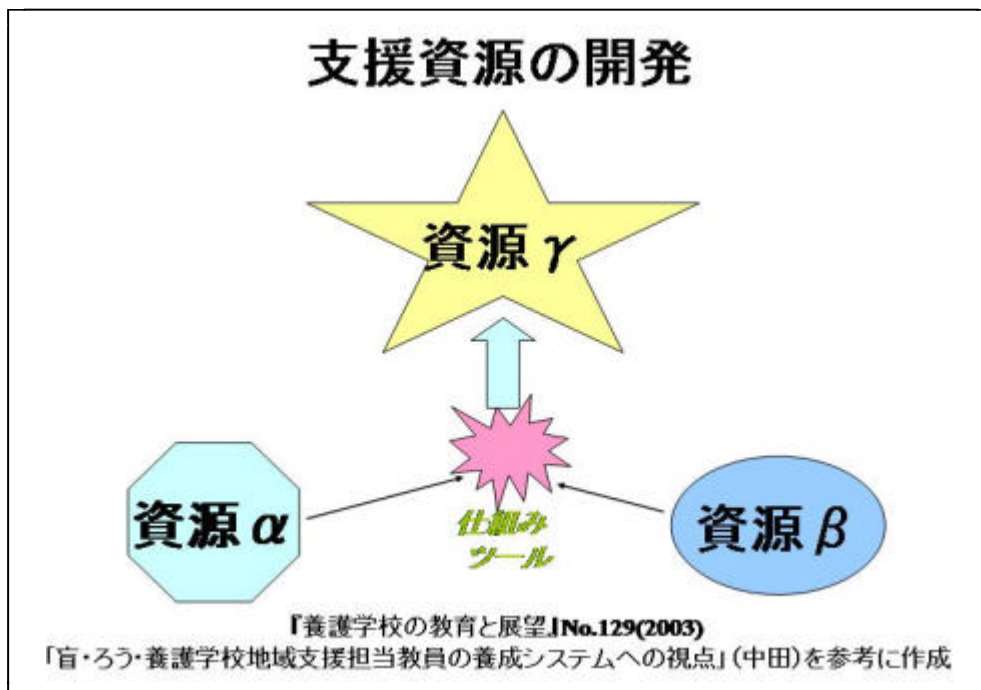 支援資源の開発
資源γ
資源α
仕組み
ツール
資源β
『養護学校の教育と展望』No.129(2003)
「盲・ろう・養護学校地域支援担当教員の養成システムへの視点」（中田）を参考に作成